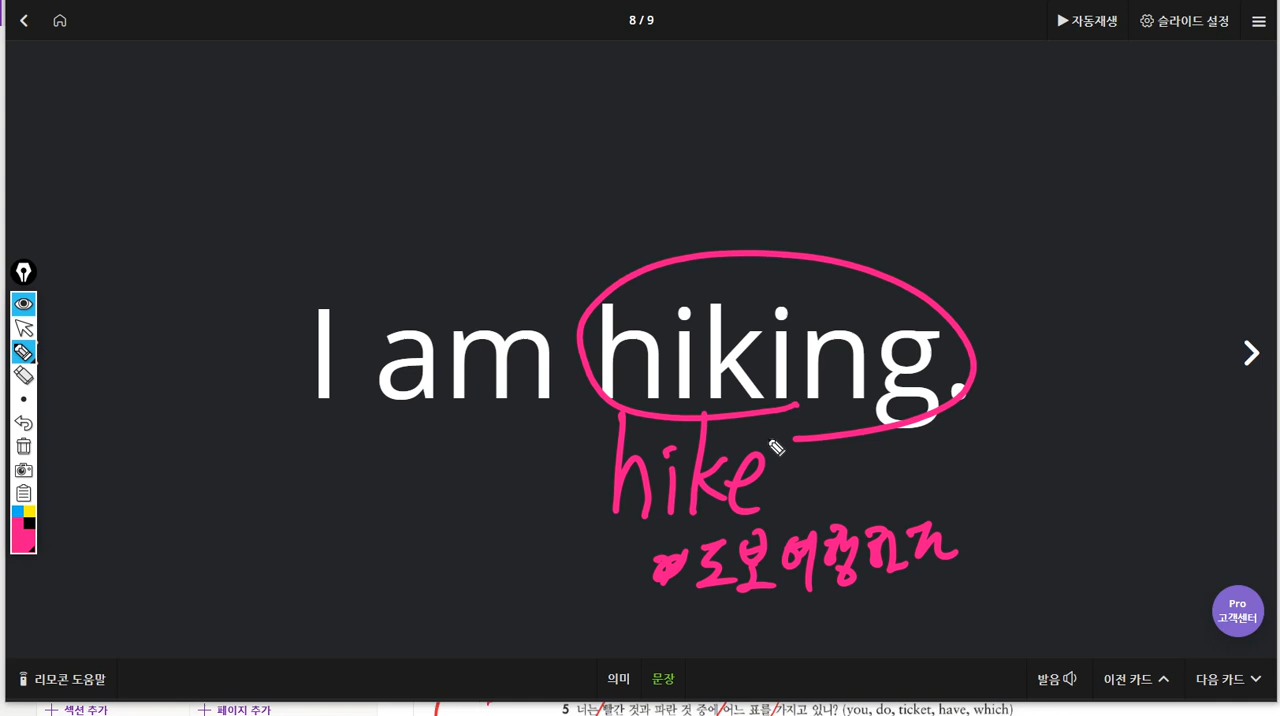 8 / 9
▶ 자동재생
슬라이드 설정
I am hiking.
hike
도보여행하다
Pro
고객센터
리모콘 도움말
의미
문장
발음
이전 카드
다음 카드
섹션 추가
페이지 추가
5 너는 빨간 것과 파란 것 중에 어느 표를 가지고 있니? (you, do, ticket, have, which)